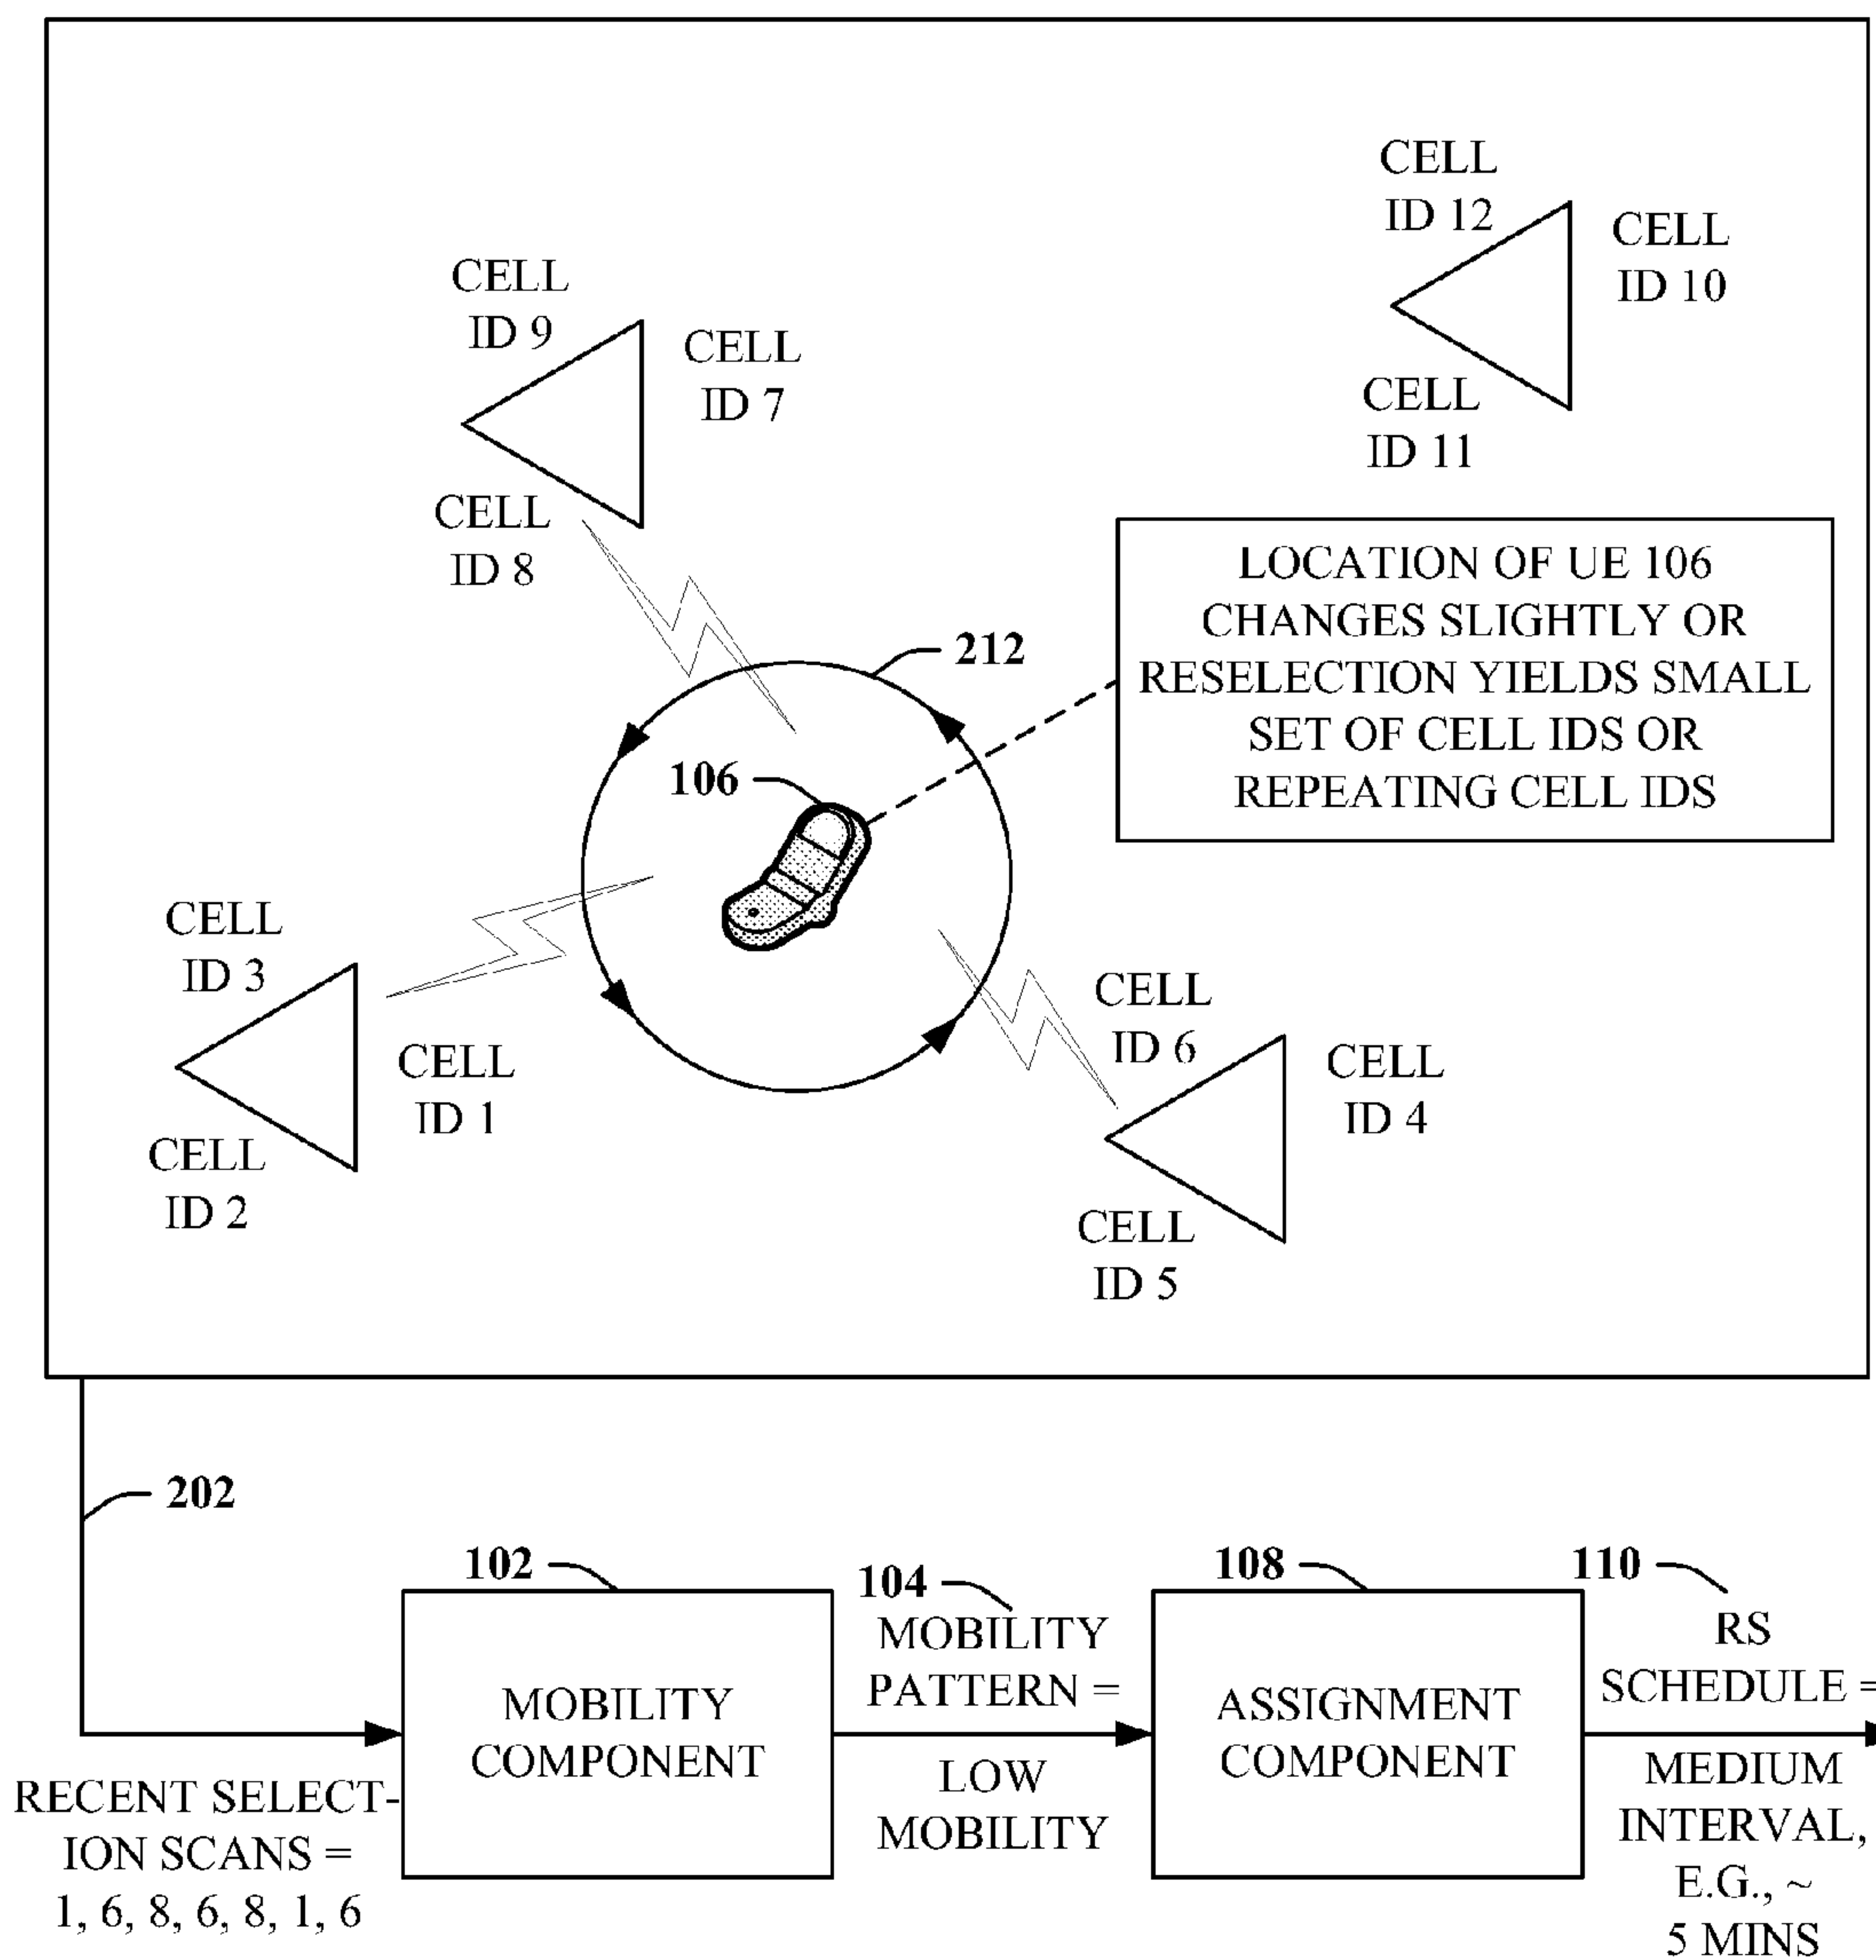 CELL
ID 12
CELL
ID 10
CELL
ID 11
CELL
ID 9
CELL
ID 7
CELL
ID 8
LOCATION OF UE 106
CHANGES SLIGHTLY OR
RESELECTION YIELDS SMALL
SET OF CELL IDS OR
REPEATING CELL IDS
212
106
CELL
ID 3
CELL
ID 1
CELL
ID 2
CELL
ID 6
CELL
ID 4
CELL
ID 5
202
RECENT SELECT-
ION SCANS =
1, 6, 8, 6, 8, 1, 6
102
MOBILITY
COMPONENT
104
MOBILITY
PATTERN =
LOW
MOBILITY
108
ASSIGNMENT
COMPONENT
110
RS
SCHEDULE =
MEDIUM
INTERVAL,
E.G., ~
5 MINS